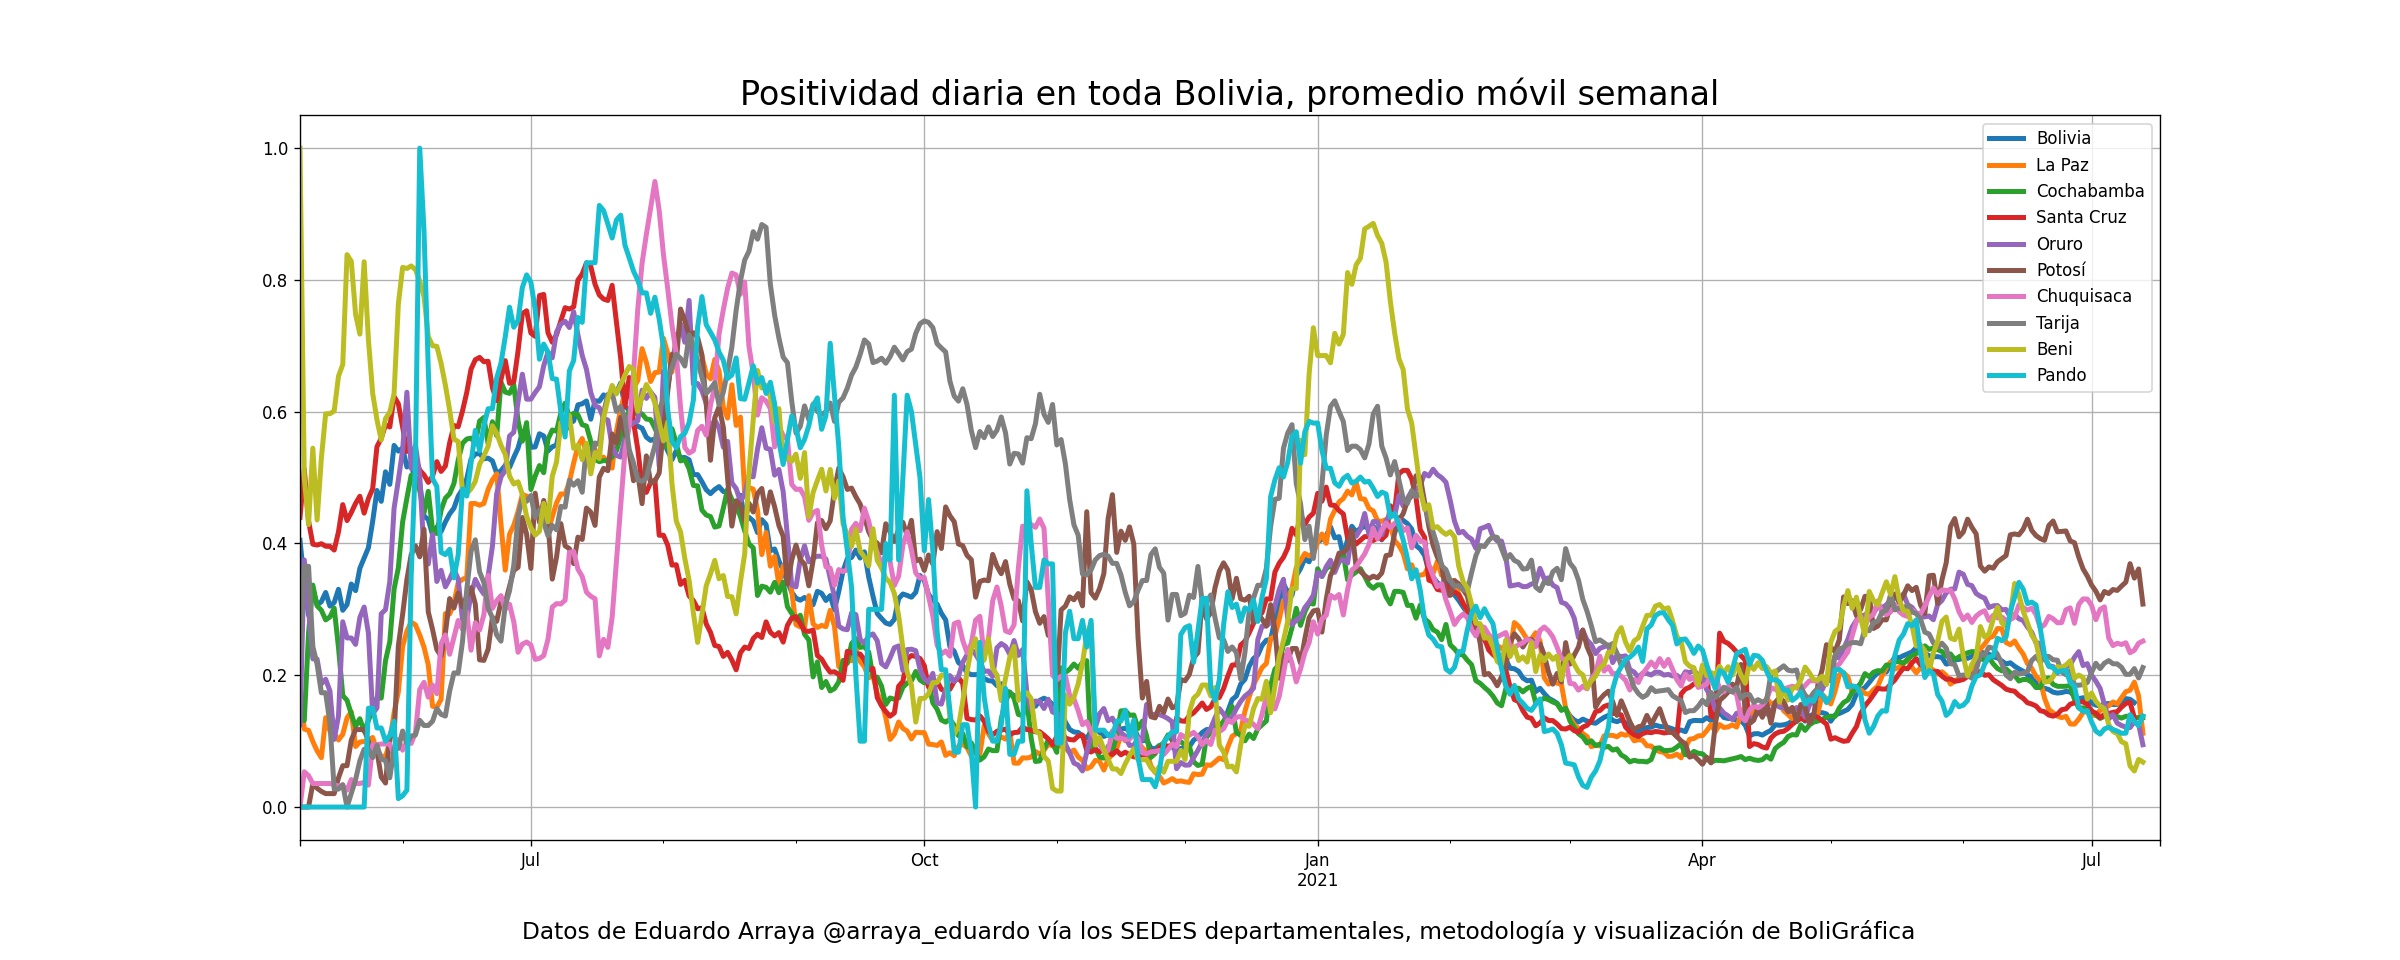 Positividad diaria en toda Bolivia, promedio móvil semanal
1.0
0.8
0.6
0.4
0.2
0.0
Bolivia
La Paz
Cochabamba
Santa Cruz
Oruro
Potosí
Chuquisaca
Tarija
Beni
Pando
Jul
Oct
Jan
2021
Apr
Jul
Datos de Eduardo Arraya @arraya_eduardo vía los SEDES departamentales, metodología y visualización de BoliGráfica